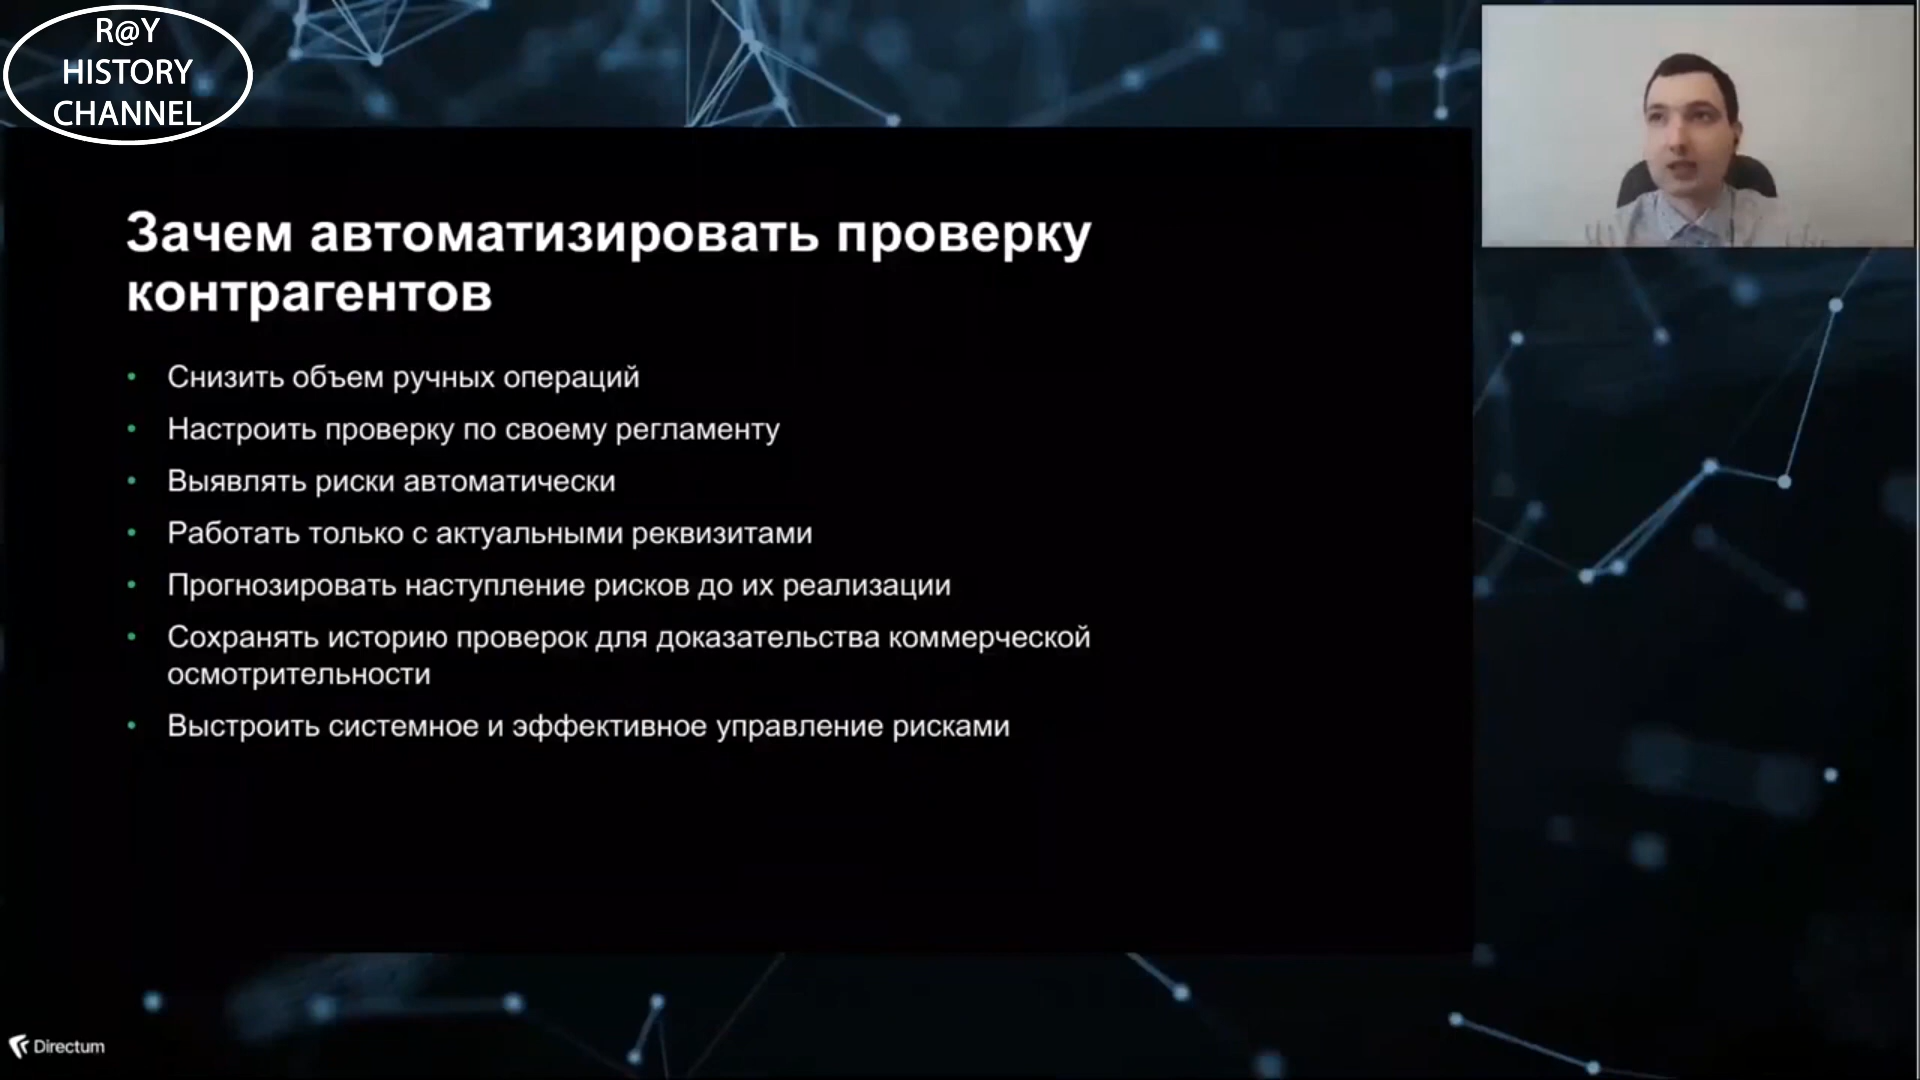 R@Y
HISTORY
CHANNEL
Зачем автоматизировать проверку
контрагентов
• Снизить объем ручных операций
• Настроить проверку по своему регламенту
• Выявлять риски автоматически
• Работать только с актуальными реквизитами
• Прогнозировать наступление рисков до их реализации
• Сохранять историю проверок для доказательства коммерческой
осмотрительности
• Выстроить системное и эффективное управление рисками
Directum